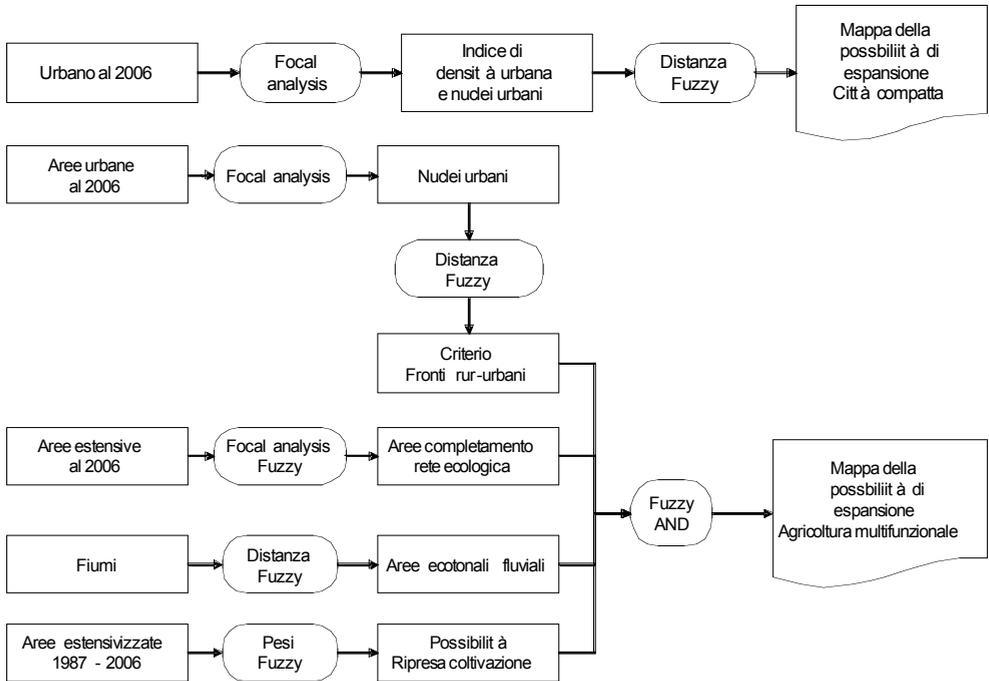 Urbano al 2006
Focal
analysis
Indice di
densit à urbana
e nudei urbani
Distanza
Fuzzy
Mappa della
possbiliit à di
espansione
Citt à compatta
Aree urbane
al 2006
Focal analysis
Nudei urbani
Distanza
Fuzzy
Criterio
Fronti rur-urbani
Aree estensive
al 2006
Focal analysis
Fuzzy
Aree completamento
rete ecologica
Fiumi
Distanza
Fuzzy
Aree ecotonali fluviali
Aree estensivizzate
1987 - 2006
Pesi
Fuzzy
Possibilit à
Ripresa coltivazione
Fuzzy
AND
Mappa della
possbiliit à di
espansione
Agricoltura multifunzionale